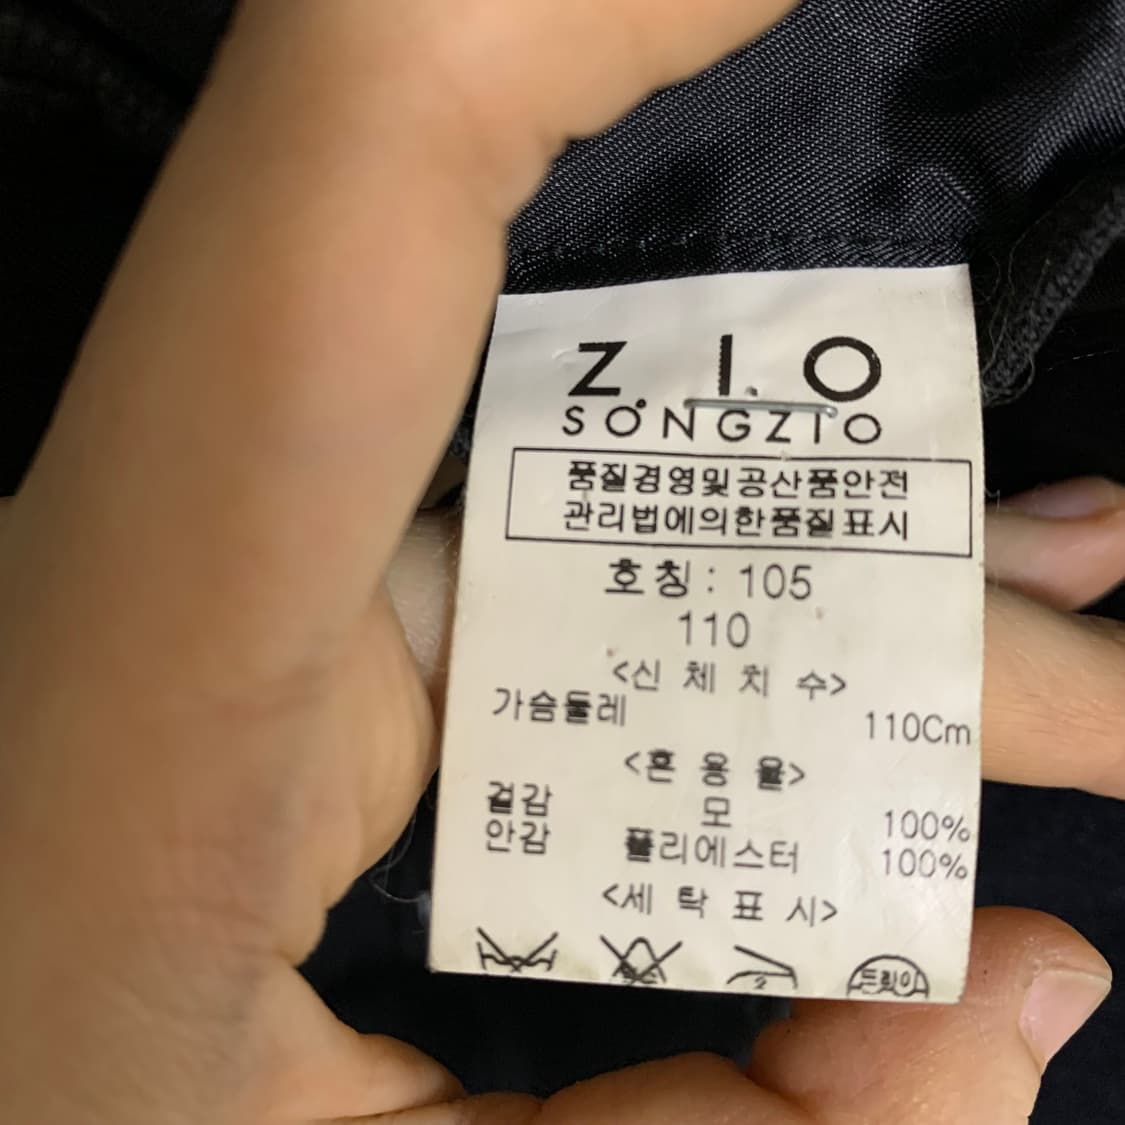 Z.I.O
SONGZIO
품질경영및공산품안전
관리법에의한품질표시
호칭: 105
110
<신 체 치 수>
가슴둘레 110Cm
<혼 용 율>
겉감 모 100%
안감 폴리에스터 100%
<세 탁 표 시>
2 드라이